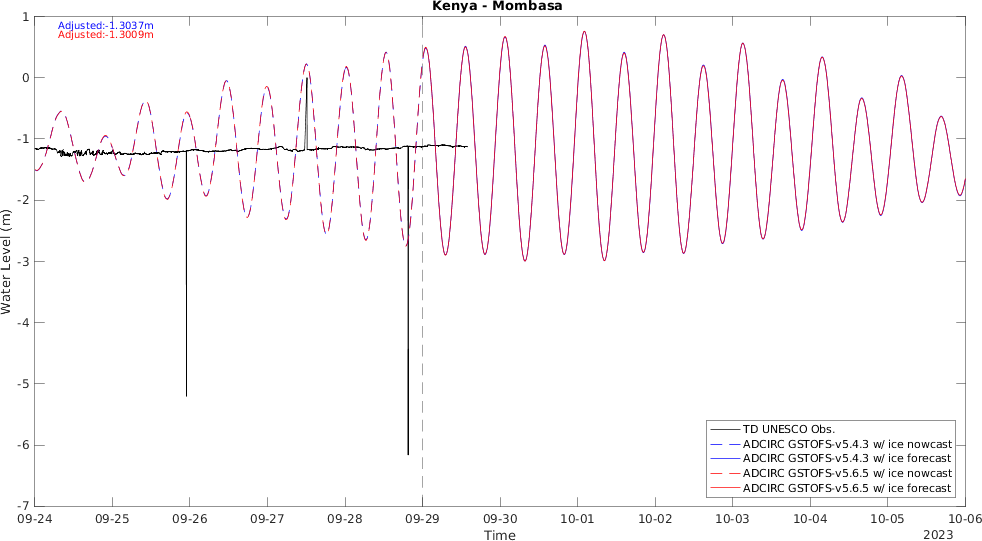 Kenya - Mombasa
Adjusted:-1.3037m
Adjusted:-1.3009m
1
0
-1
-2
-3
-4
-5
-6
-7
Water Level (m)
09-24 09-25 09-26 09-27 09-28 09-29 09-30 10-01 10-02 10-03 10-04 10-05 10-06
Time
2023
TD UNESCO Obs.
ADCIRC GSTOFS-v5.4.3 w/ ice nowcast
ADCIRC GSTOFS-v5.4.3 w/ ice forecast
ADCIRC GSTOFS-v5.6.5 w/ ice nowcast
ADCIRC GSTOFS-v5.6.5 w/ ice forecast